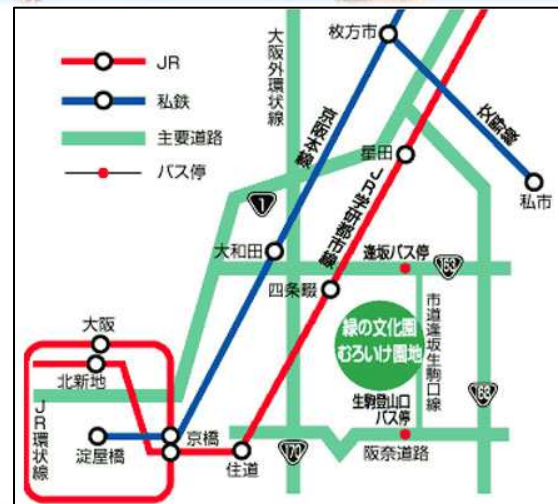 JR
私鉄
主要道路
バス停
大阪外環状線
枚方市
京阪本線
交野線
星田
私市
JR学研都市線
1
大和田
逢坂バス停
163
四条畷
市道逢坂生駒口線
緑の文化園
むろいけ園地
大阪
北新地
生駒登山口
バス停
168
JR環状線
京橋
淀屋橋
住道
170
阪奈道路